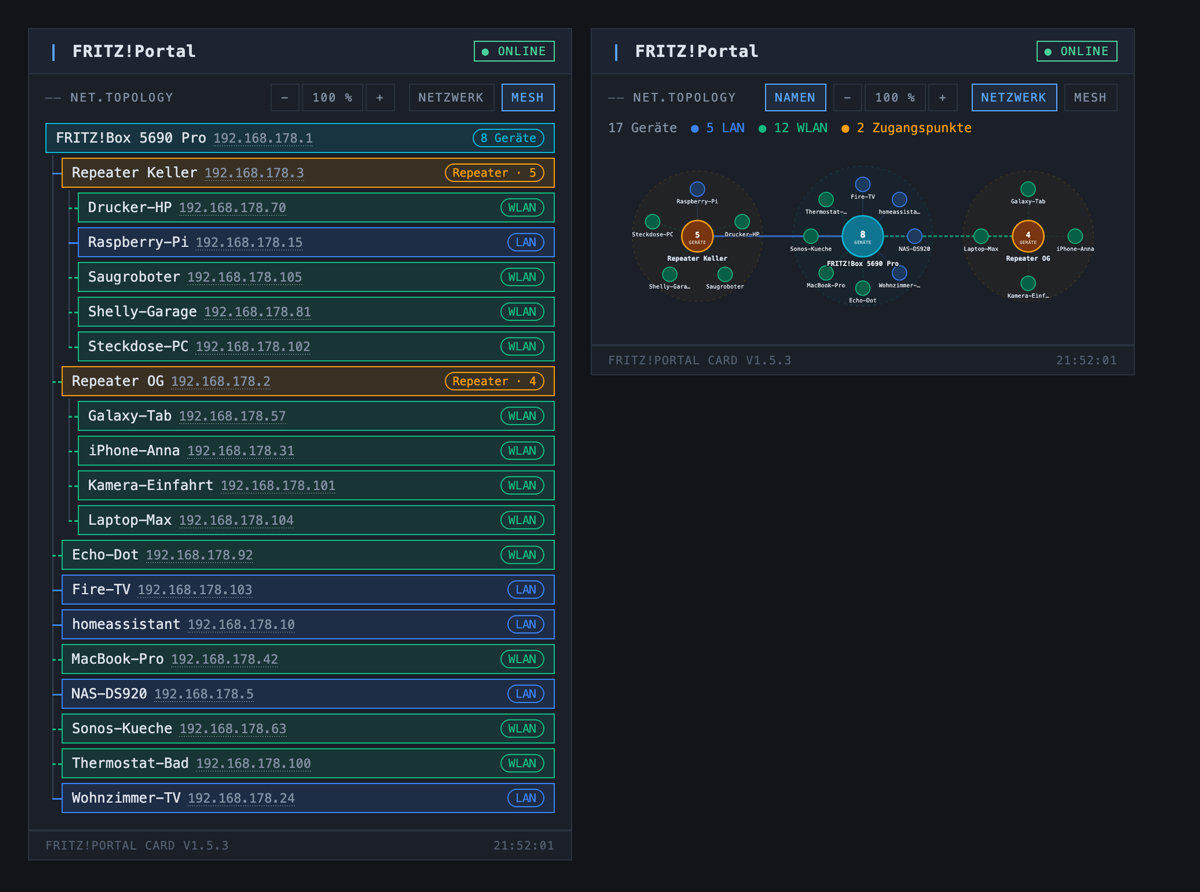 FRITZ!Portal
ONLINE
NET.TOPOLOGY
− 100 % + NETZWERK MESH
FRITZ!Box 5690 Pro 192.168.178.1 8 Geräte
Repeater Keller 192.168.178.3 Repeater · 5
Drucker-HP 192.168.178.70 WLAN
Raspberry-Pi 192.168.178.15 LAN
Saugroboter 192.168.178.105 WLAN
Shelly-Garage 192.168.178.81 WLAN
Steckdose-PC 192.168.178.102 WLAN
Repeater OG 192.168.178.2 Repeater · 4
Galaxy-Tab 192.168.178.57 WLAN
iPhone-Anna 192.168.178.31 WLAN
Kamera-Einfahrt 192.168.178.101 WLAN
Laptop-Max 192.168.178.104 WLAN
Echo-Dot 192.168.178.92 WLAN
Fire-TV 192.168.178.103 LAN
homeassistant 192.168.178.10 LAN
MacBook-Pro 192.168.178.42 WLAN
NAS-DS920 192.168.178.5 LAN
Sonos-Kueche 192.168.178.63 WLAN
Thermostat-Bad 192.168.178.100 WLAN
Wohnzimmer-TV 192.168.178.24 LAN
FRITZ!PORTAL CARD V1.5.3 21:52:01
FRITZ!Portal
ONLINE
NET.TOPOLOGY
NAMEN − 100 % + NETZWERK MESH
17 Geräte 5 LAN 12 WLAN 2 Zugangspunkte
Raspberry-Pi
Steckdose-PC
Drucker-HP
5
GERÄTE
Repeater Keller
Shelly-Gara…
Saugroboter
Fire-TV
Thermostat-…
homeassista…
Sonos-Kueche
8
GERÄTE
NAS-DS920
FRITZ!Box 5690 Pro
MacBook-Pro
Wohnzimmer-…
Echo-Dot
Galaxy-Tab
Laptop-Max
4
GERÄTE
iPhone-Anna
Repeater OG
Kamera-Einf…
FRITZ!PORTAL CARD V1.5.3 21:52:01